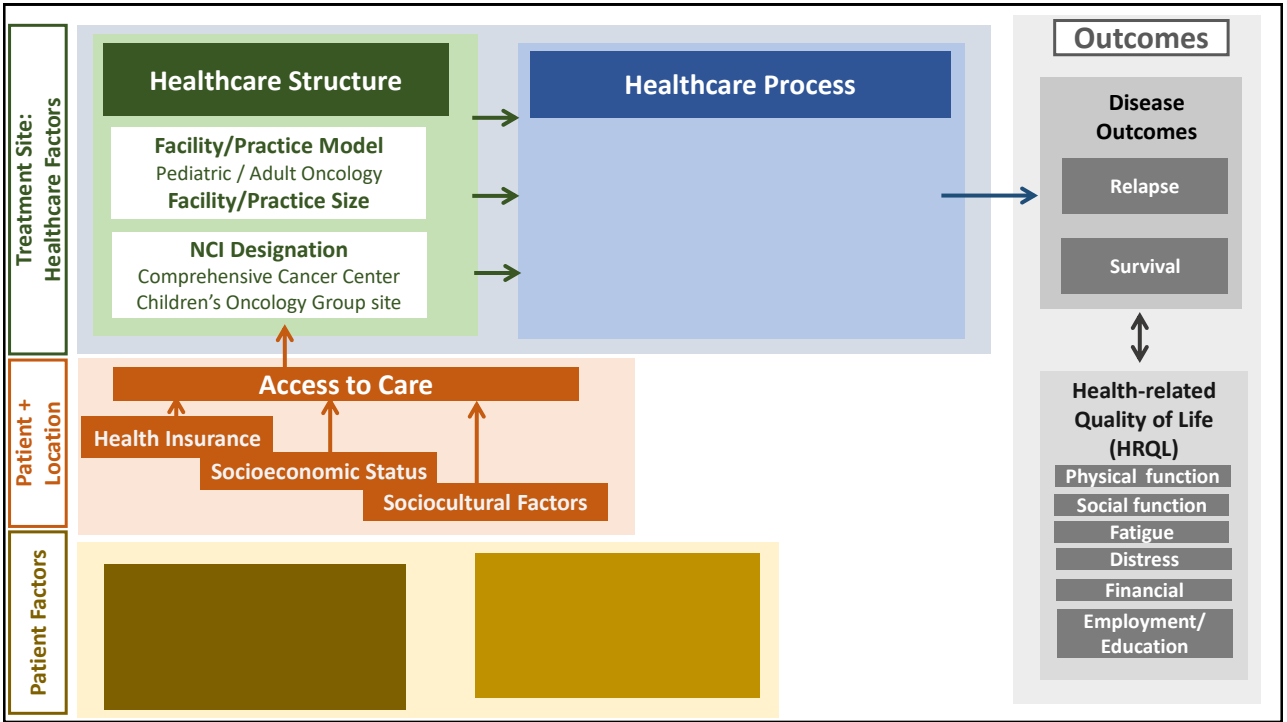 Treatment Site:
Healthcare Factors
Healthcare Structure
Facility/Practice Model
Pediatric / Adult Oncology
Facility/Practice Size
NCI Designation
Comprehensive Cancer Center
Children’s Oncology Group site
Healthcare Process
Outcomes
Disease
Outcomes
Relapse
Survival
Patient +
Location
Access to Care
Health Insurance
Socioeconomic Status
Sociocultural Factors
Health-related
Quality of Life
(HRQL)
Physical function
Social function
Fatigue
Distress
Financial
Employment/
Education
Patient Factors